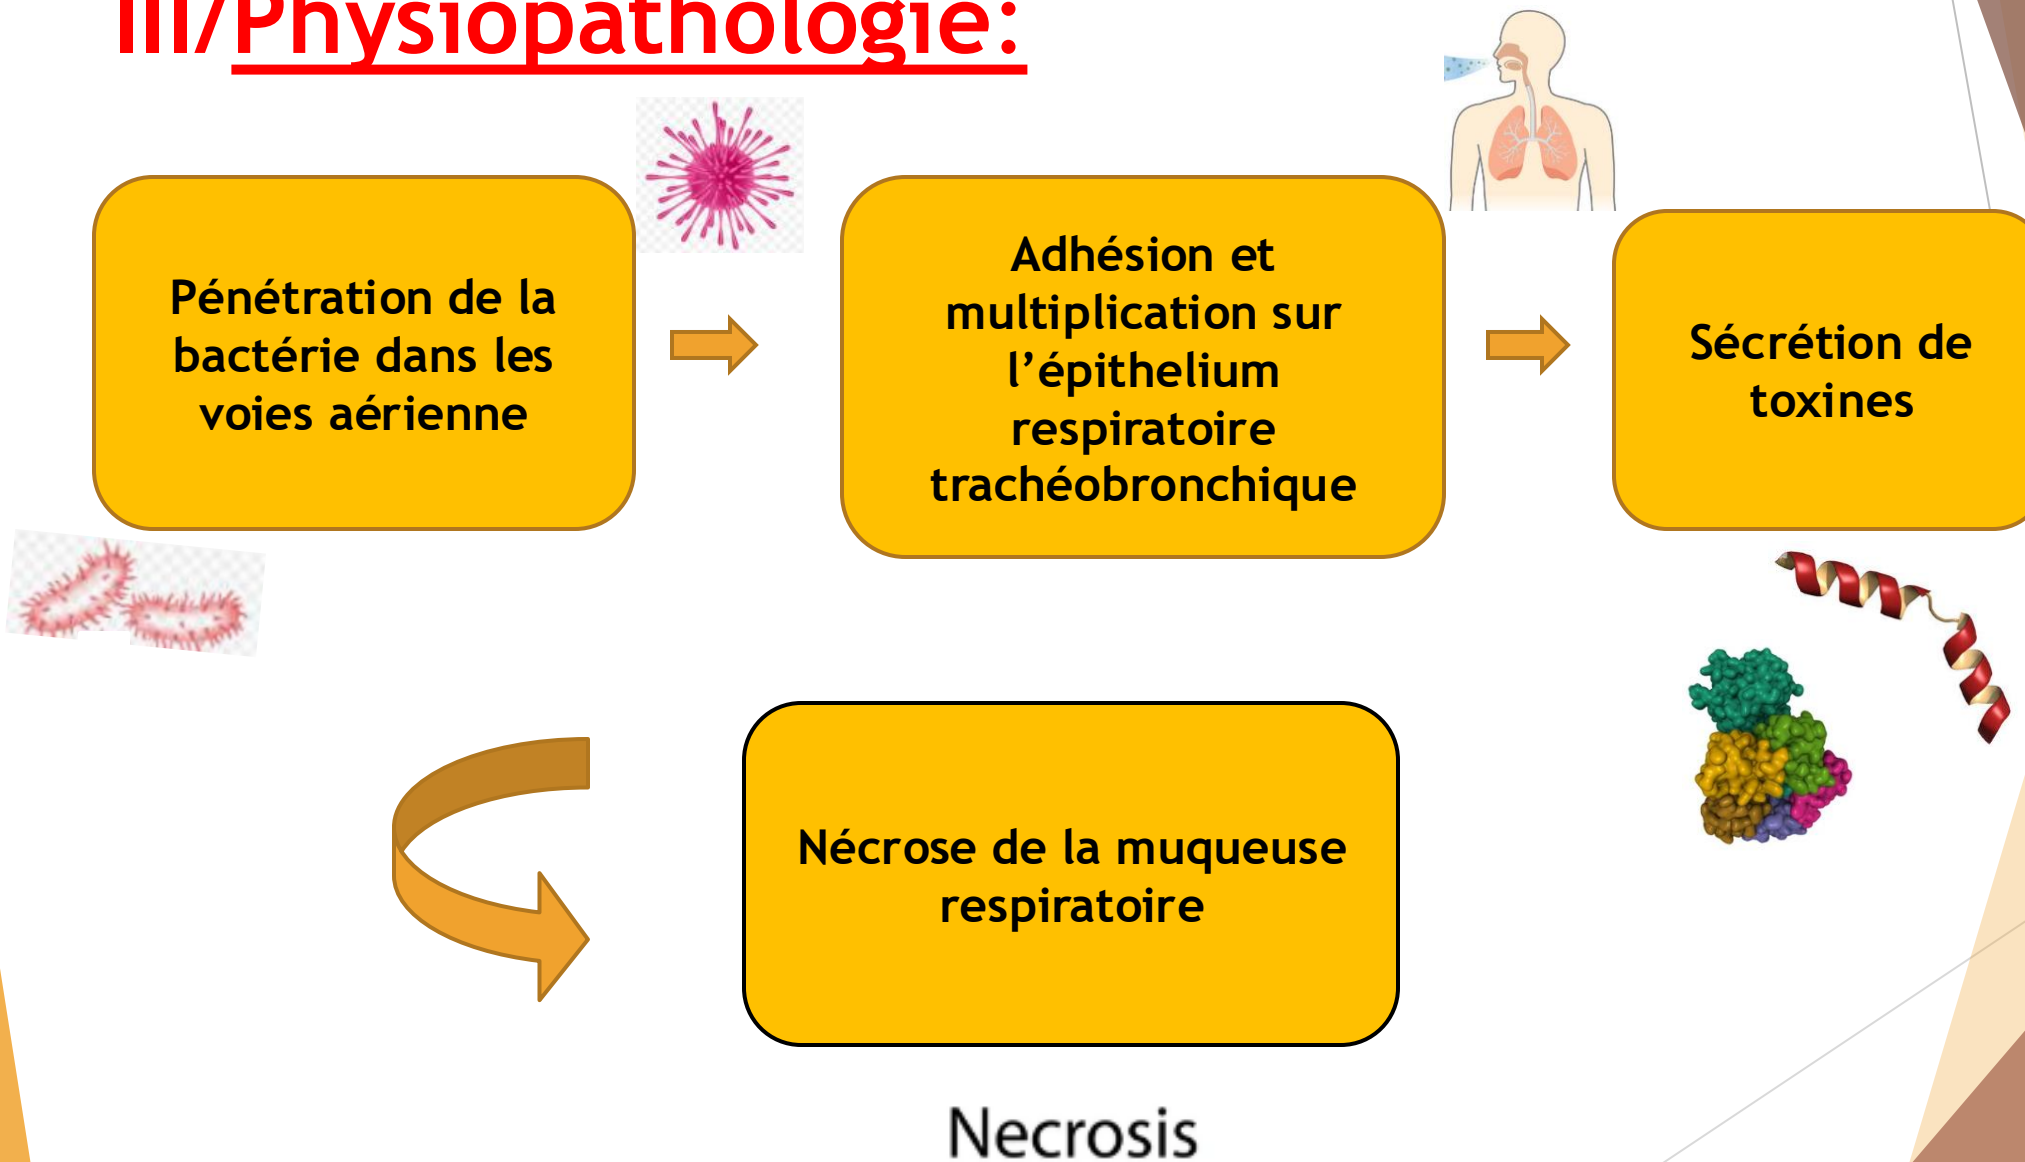 III/Physiopathologie:
Pénétration de la
bactérie dans les
voies aérienne
Adhésion et
multiplication sur
l’épithelium
respiratoire
trachéobronchique
Sécrétion de
toxines
Nécrose de la muqueuse
respiratoire
Necrosis